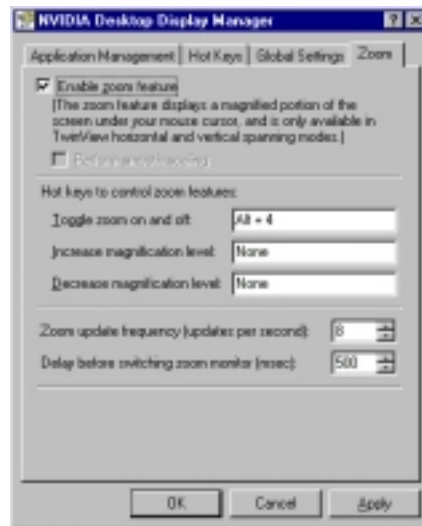 NVIDIA Desktop Display Manager
Application Management Hot Keys Global Settings Zoom
Enable zoom feature
(The zoom feature displays a magnified portion of the
screen under your mouse cursor, and is only available in
TwinView horizontal and vertical spanning modes.)
Hot keys to control zoom features:
Toggle zoom on and off: Alt + 4
Increase magnification level: None
Decrease magnification level: None
Zoom update frequency (updates per second): 8
Delay before switching zoom monitor (msec): 500
OK Cancel Apply